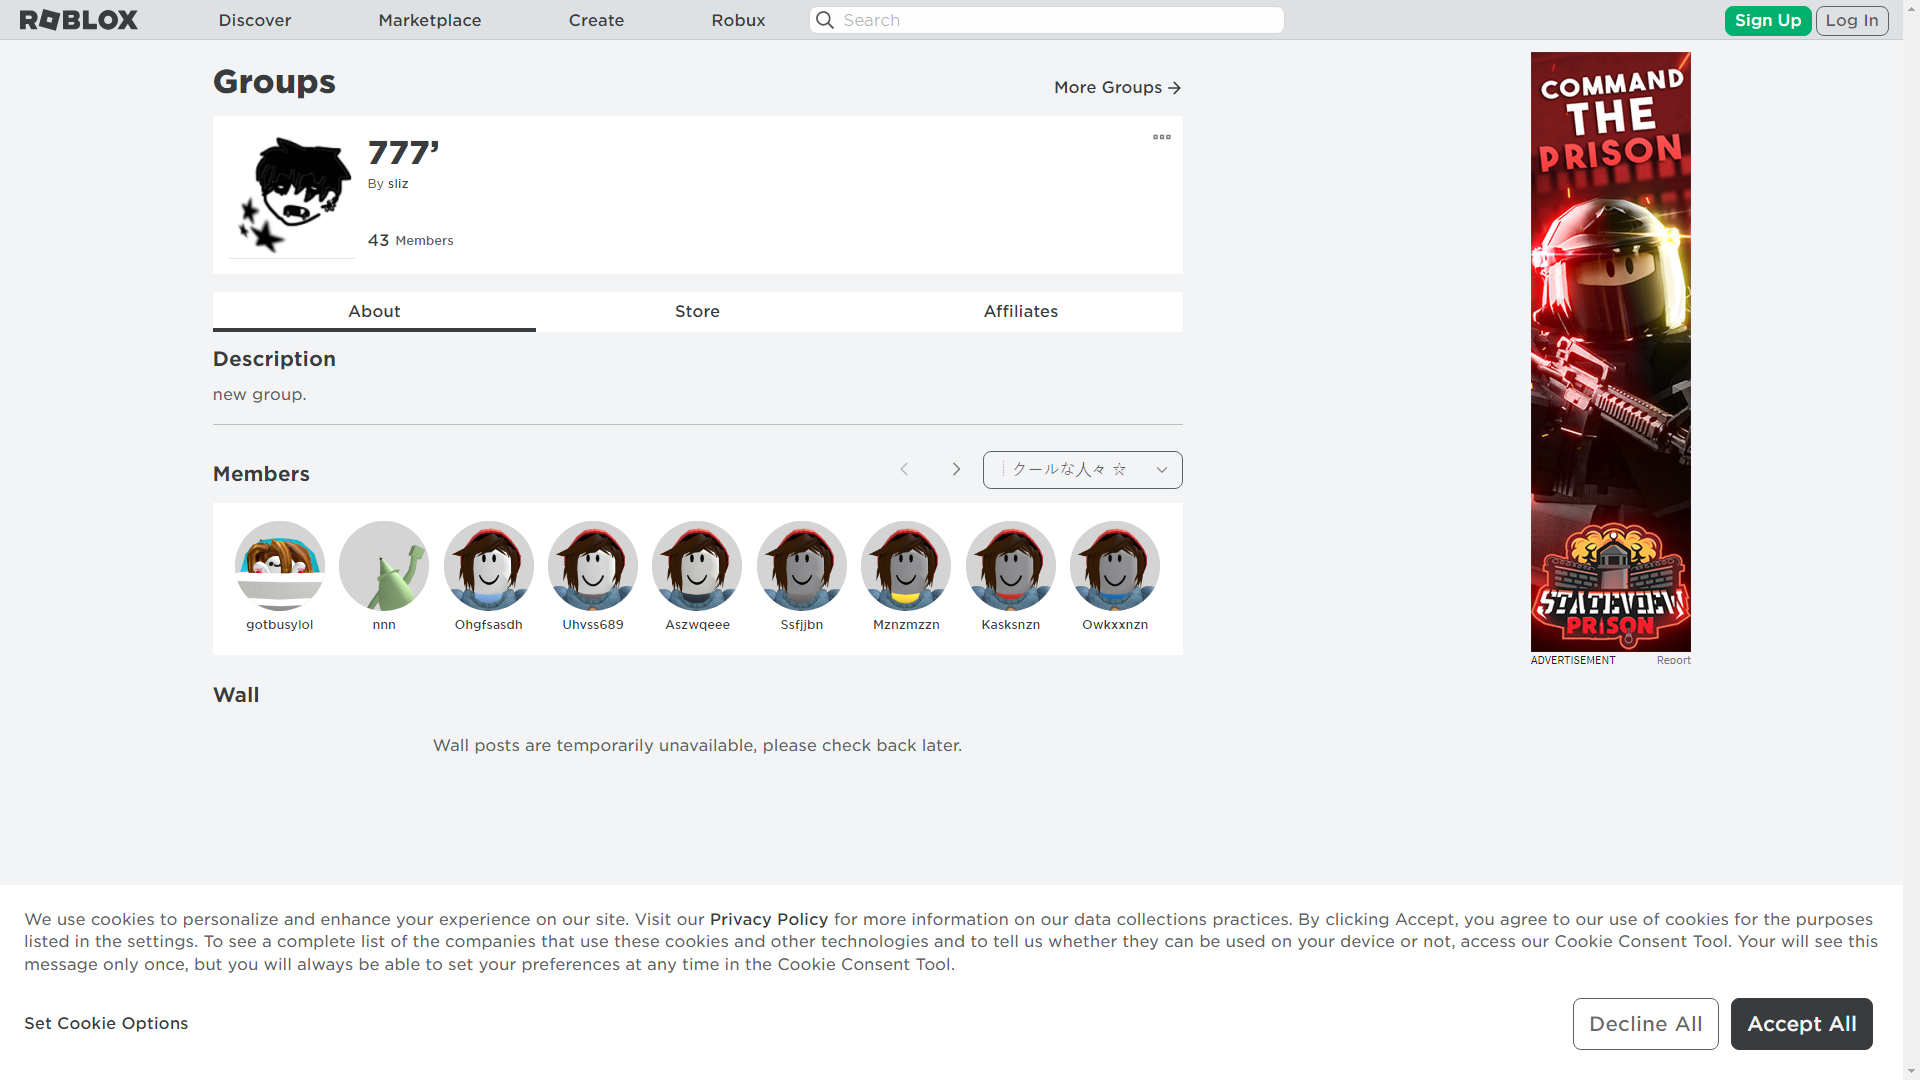 ROBLOX
Discover
Marketplace
Create
Robux
Search
Sign Up
Log In
Groups
More Groups
777’
By sliz
43 Members
About
Store
Affiliates
Description
new group.
Members
クールな人々 ☆
gotbusylol
nnn
Ohgfsasdh
Uhvss689
Aszwqeee
Ssfjjbn
Mznzmzzn
Kasksnzn
Owkxxnzn
Wall
Wall posts are temporarily unavailable, please check back later.
COMMAND
THE
PRISON
STATEVIEW
PRISON
ADVERTISEMENT
Report
We use cookies to personalize and enhance your experience on our site. Visit our Privacy Policy for more information on our data collections practices. By clicking Accept, you agree to our use of cookies for the purposes
listed in the settings. To see a complete list of the companies that use these cookies and other technologies and to tell us whether they can be used on your device or not, access our Cookie Consent Tool. Your will see this
message only once, but you will always be able to set your preferences at any time in the Cookie Consent Tool.
Set Cookie Options
Decline All
Accept All